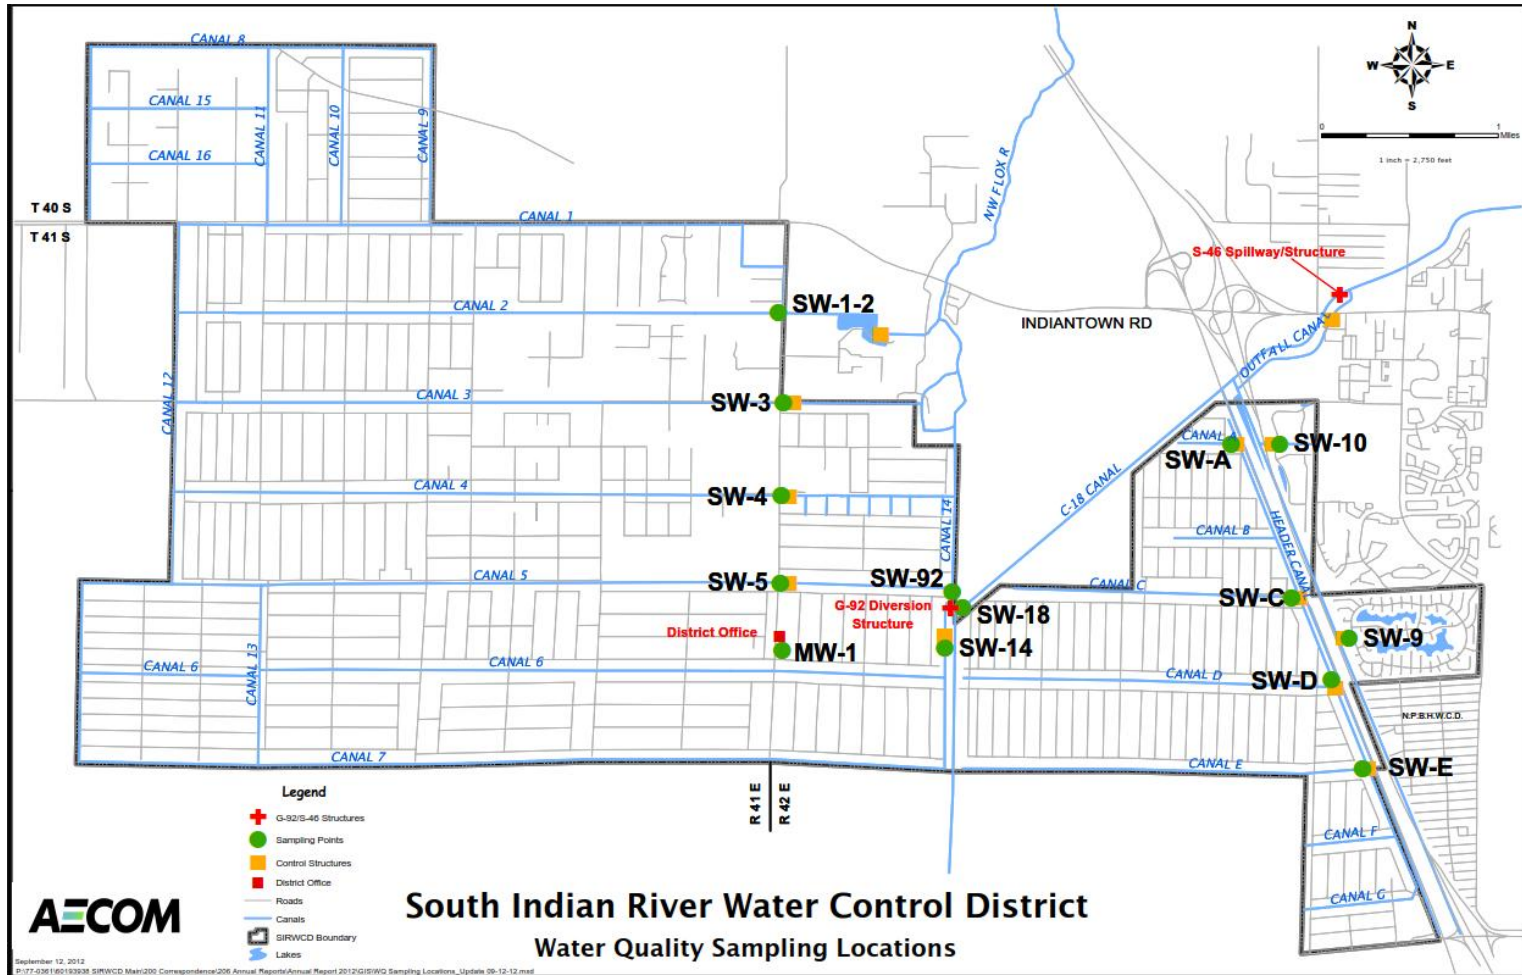 CANAL 8
N
W E
S
CANAL 15
CANAL 11
CANAL 10
CANAL 9
CANAL 16
0 1
Miles
1 inch = 2,750 feet
NW FLOX R
T 40 S
T 41 S
CANAL 1
S-46 Spillway/Structure
CANAL 2
SW-1-2
INDIANTOWN RD
OUTFALL CANAL
CANAL 12
CANAL 3
SW-3
CANAL A
SW-A
SW-10
C-18 CANAL
CANAL 4
SW-4
CANAL 14
HEADER CANAL
CANAL B
CANAL 5
SW-5
SW-92
CANAL C
SW-C
G-92 Diversion
Structure
SW-18
District Office
MW-1
SW-14
SW-9
CANAL 6
CANAL 13
CANAL 6
CANAL D
SW-D
N.P.B.H.W.C.D.
CANAL 7
CANAL E
SW-E
R 41 E
R 42 E
CANAL F
CANAL G
Legend
G-92/S-46 Structures
Sampling Points
Control Structures
District Office
Roads
Canals
SIRWCD Boundary
Lakes
AECOM
South Indian River Water Control District
Water Quality Sampling Locations
September 12, 2012